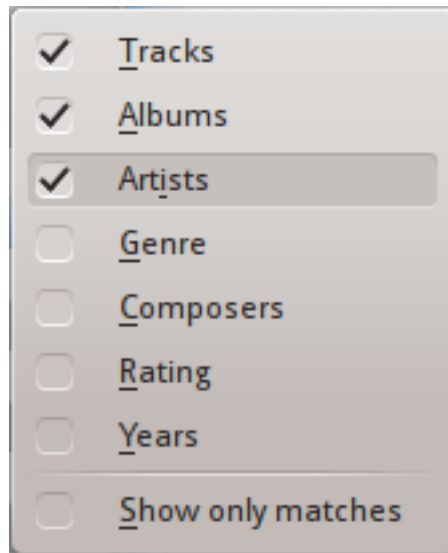 Tracks
Albums
Artists
Genre
Composers
Rating
Years
Show only matches